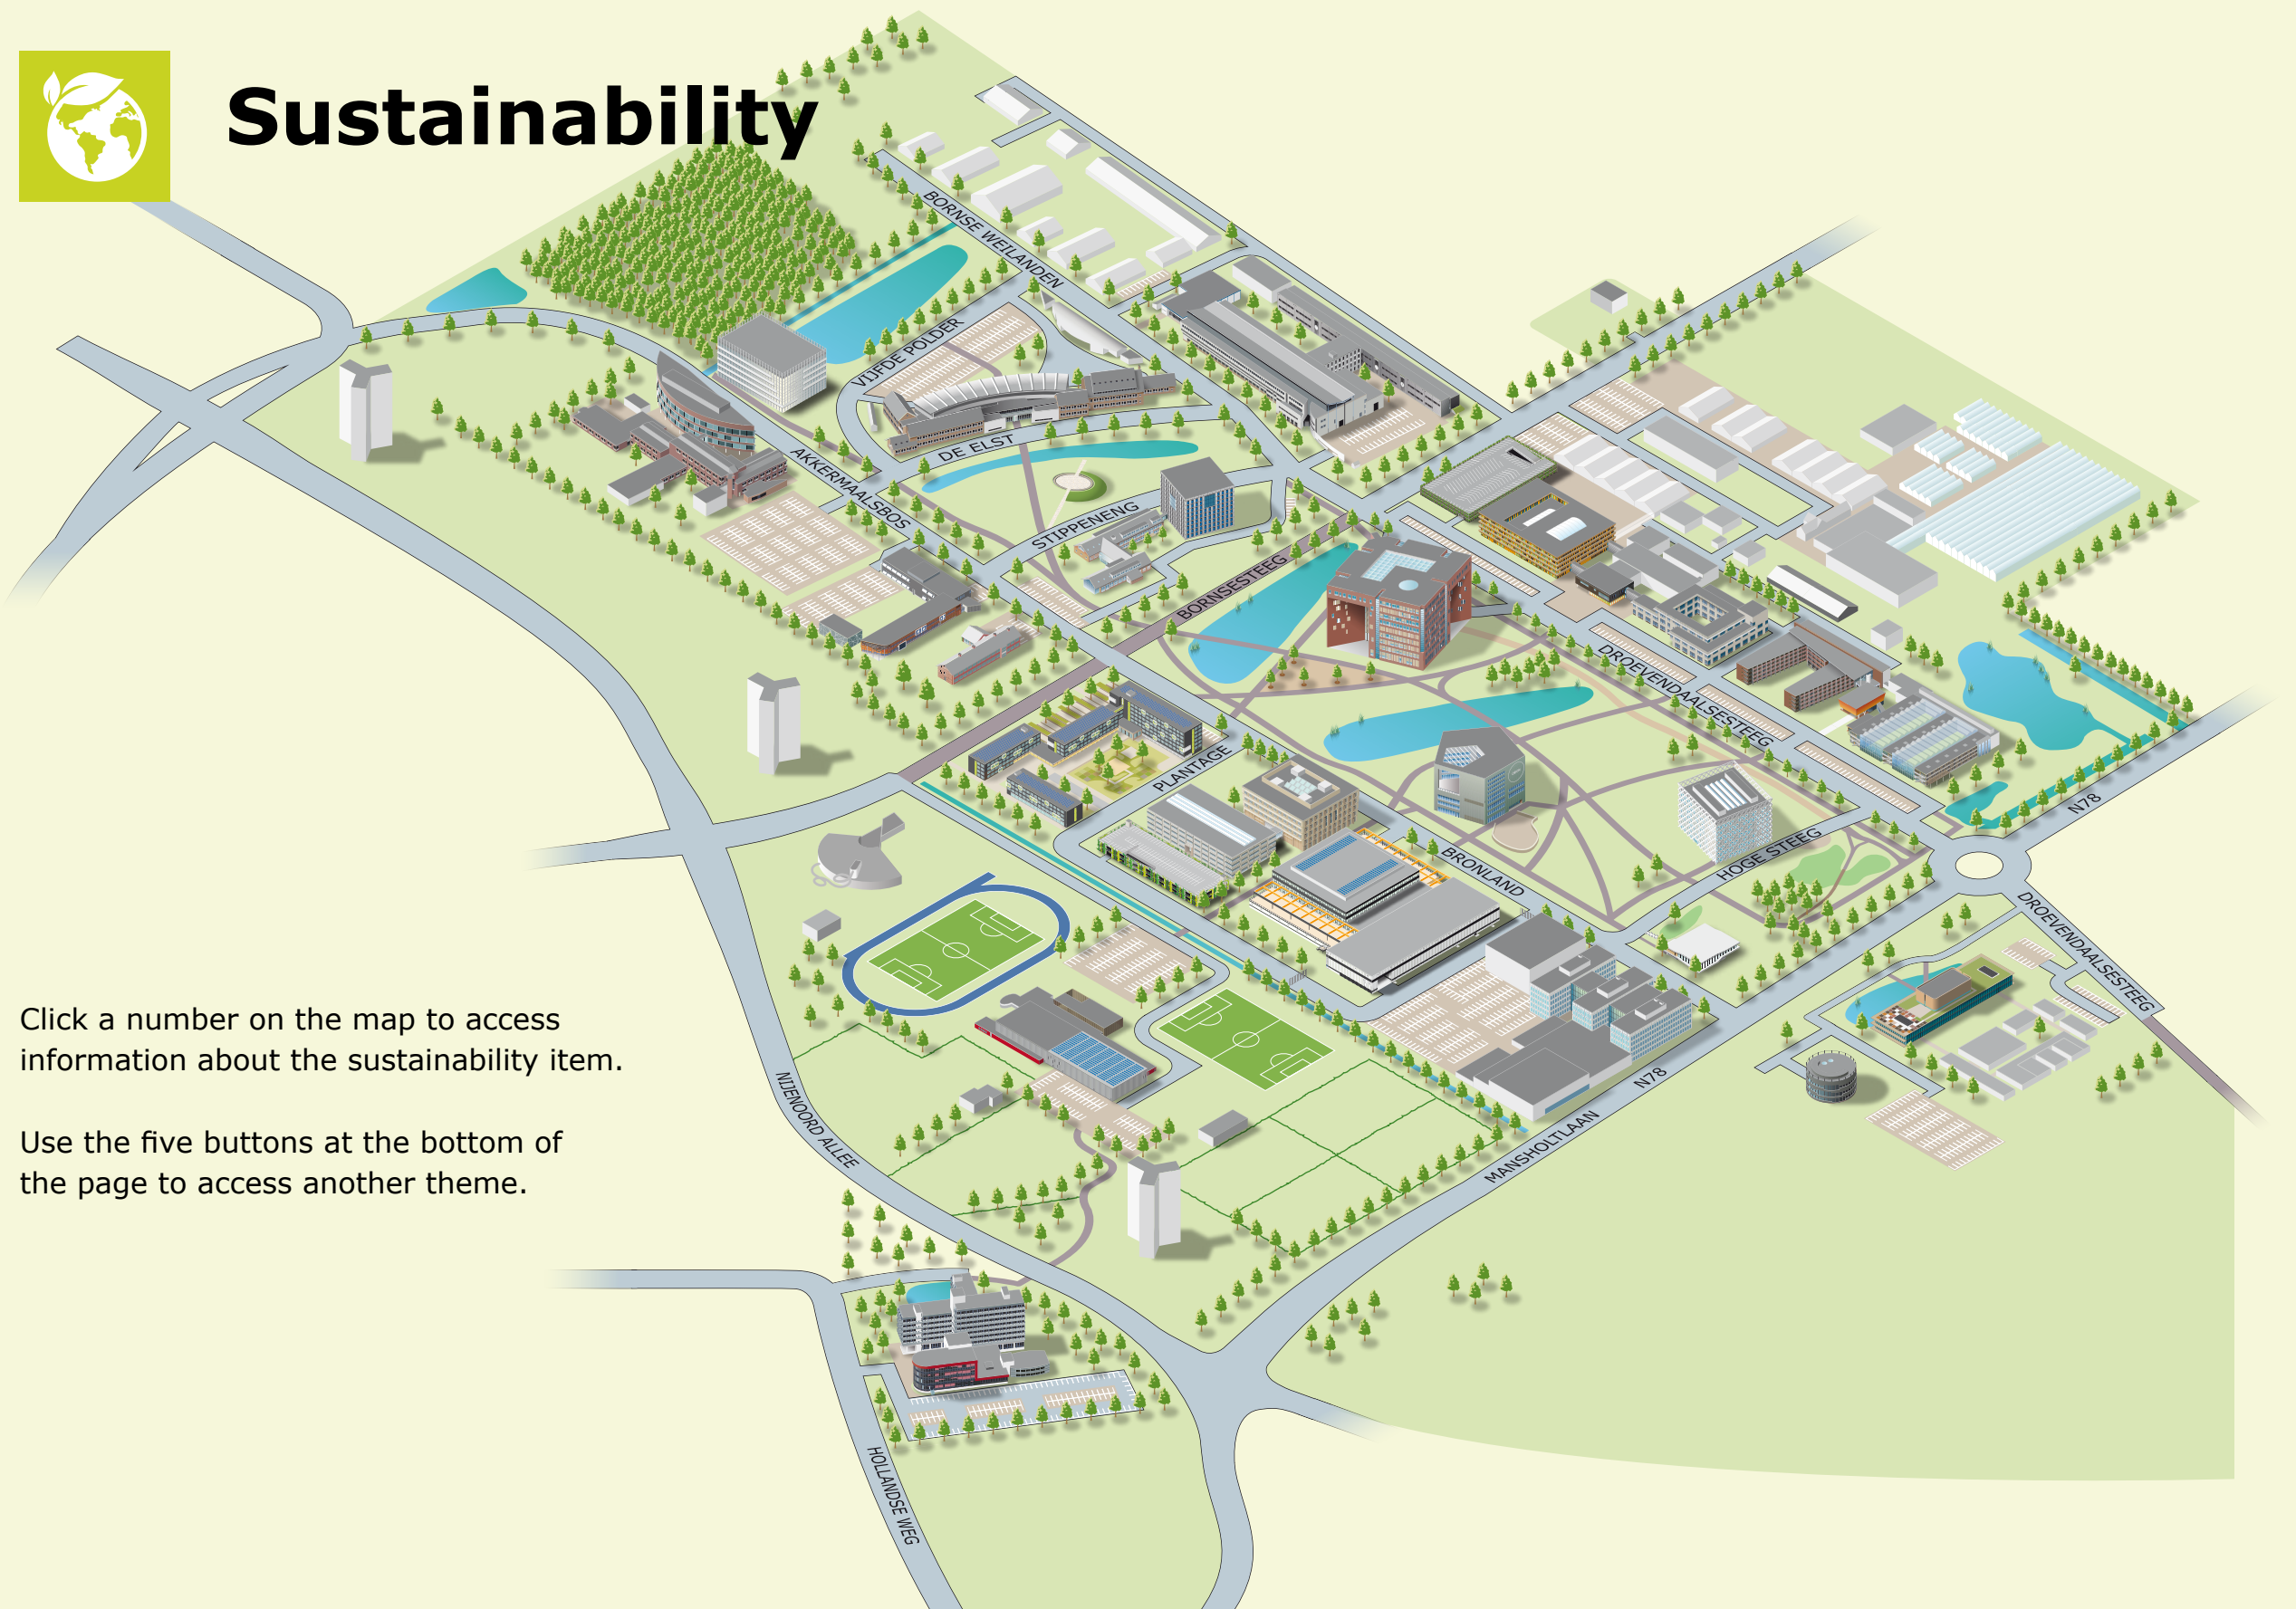 Sustainability
BORNSE WEILANDEN
VIJFDE POLDER
DE ELST
AKKERMAALSBOS
STIPPENENG
BORNSESTEEG
DROEVENDAALSESTEEG
PLANTAGE
N78
BRONLAND
HOGE STEEG
DROEVENDAALSESTEEG
Click a number on the map to access
information about the sustainability item.
Use the five buttons at the bottom of
the page to access another theme.
NIJENOORD ALLEE
N78
MANSHOLTLAAN
HOLLANDSE WEG